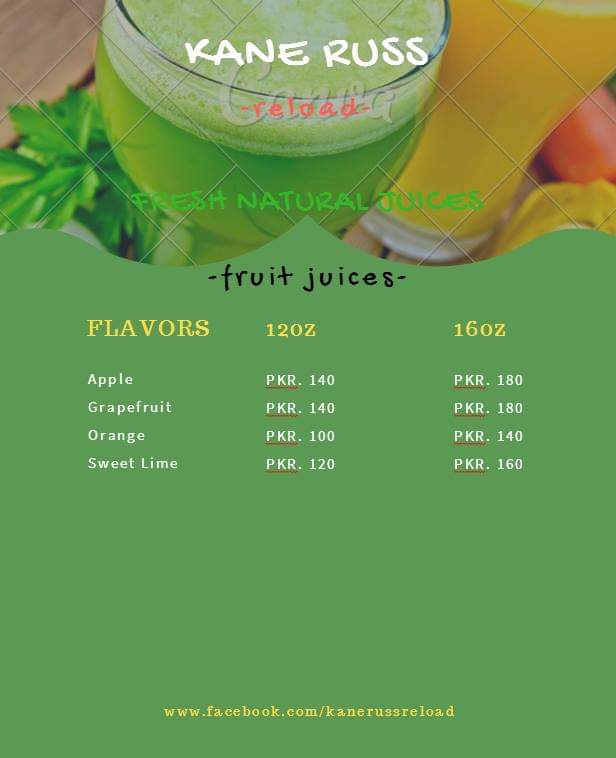 KANE RUSS
Canva
-reload-
FRESH NATURAL JUICES
-fruit juices-
FLAVORS 12OZ 16OZ
Apple PKR. 140 PKR. 180
Grapefruit PKR. 140 PKR. 180
Orange PKR. 100 PKR. 140
Sweet Lime PKR. 120 PKR. 160
www.facebook.com/kanerussreload